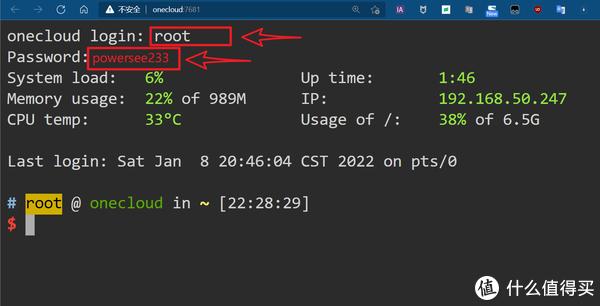 不安全 | onecloud:7681
IA
New
onecloud login: root
Password: powersee233
System load: 6% Up time: 1:46
Memory usage: 22% of 989M IP: 192.168.50.247
CPU temp: 33°C Usage of /: 38% of 6.5G
Last login: Sat Jan 8 20:46:04 CST 2022 on pts/0
# root @ onecloud in ~ [22:28:29]
$
值 什么值得买